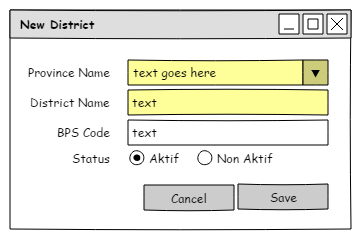 New District
Province Name text goes here
District Name text
BPS Code text
Status Aktif Non Aktif
Cancel Save